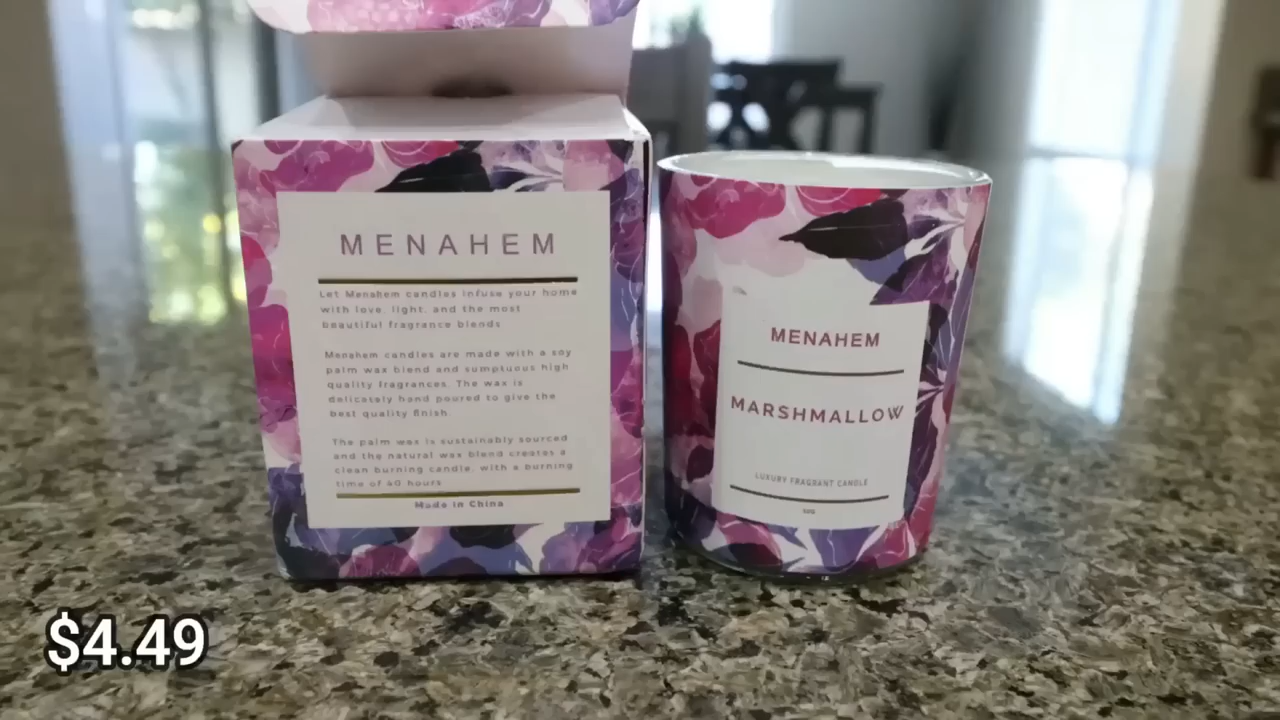 MENAHEM
Let Menahem candles infuse your home
with love, light, and the most
beautiful fragrance blends
Menahem candles are made with a soy
palm wax blend and sumptuous high
quality fragrances. The wax is
delicately hand poured to give the
best quality finish.
The palm wax is sustainably sourced
and the natural wax blend creates a
clean burning candle, with a burning
time of 40 hours
Made in China
MENAHEM
MARSHMALLOW
LUXURY FRAGRANT CANDLE
$4.49